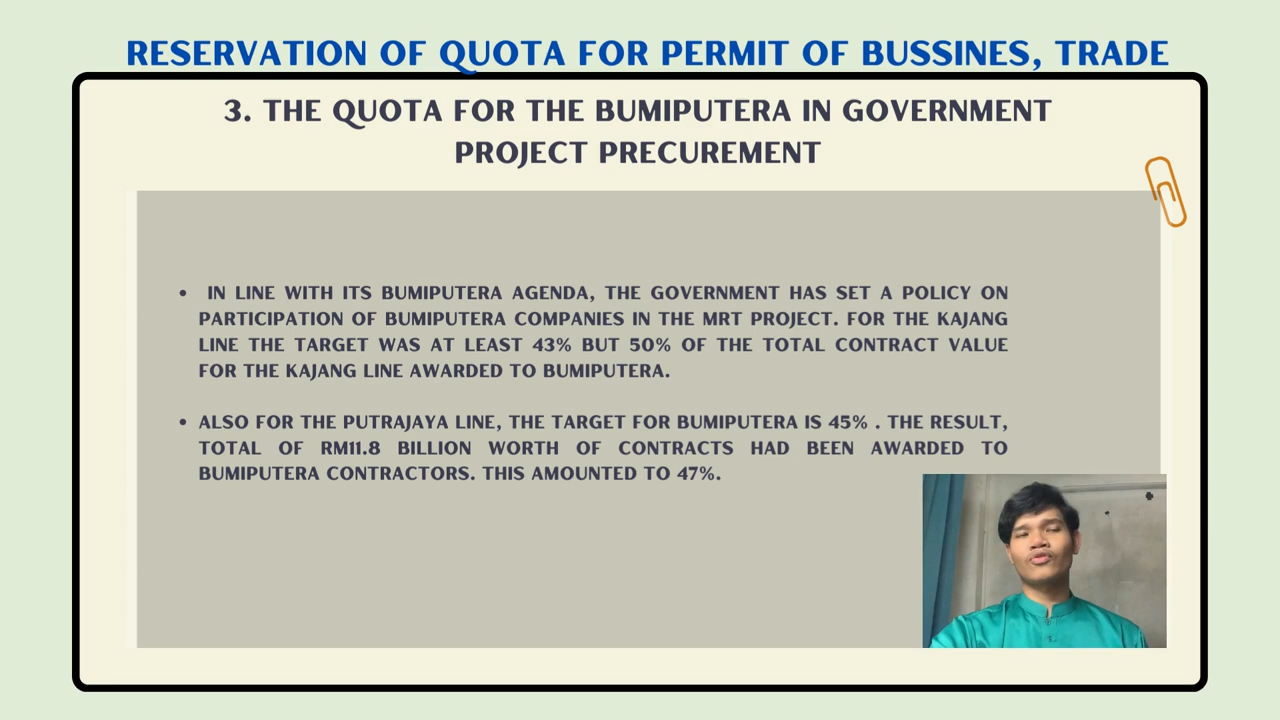 RESERVATION OF QUOTA FOR PERMIT OF BUSSINES, TRADE
3. THE QUOTA FOR THE BUMIPUTERA IN GOVERNMENT
PROJECT PRECUREMENT
• IN LINE WITH ITS BUMIPUTERA AGENDA, THE GOVERNMENT HAS SET A POLICY ON
PARTICIPATION OF BUMIPUTERA COMPANIES IN THE MRT PROJECT. FOR THE KAJANG
LINE THE TARGET WAS AT LEAST 43% BUT 50% OF THE TOTAL CONTRACT VALUE
FOR THE KAJANG LINE AWARDED TO BUMIPUTERA.
• ALSO FOR THE PUTRAJAYA LINE, THE TARGET FOR BUMIPUTERA IS 45% . THE RESULT,
TOTAL OF RM11.8 BILLION WORTH OF CONTRACTS HAD BEEN AWARDED TO
BUMIPUTERA CONTRACTORS. THIS AMOUNTED TO 47%.